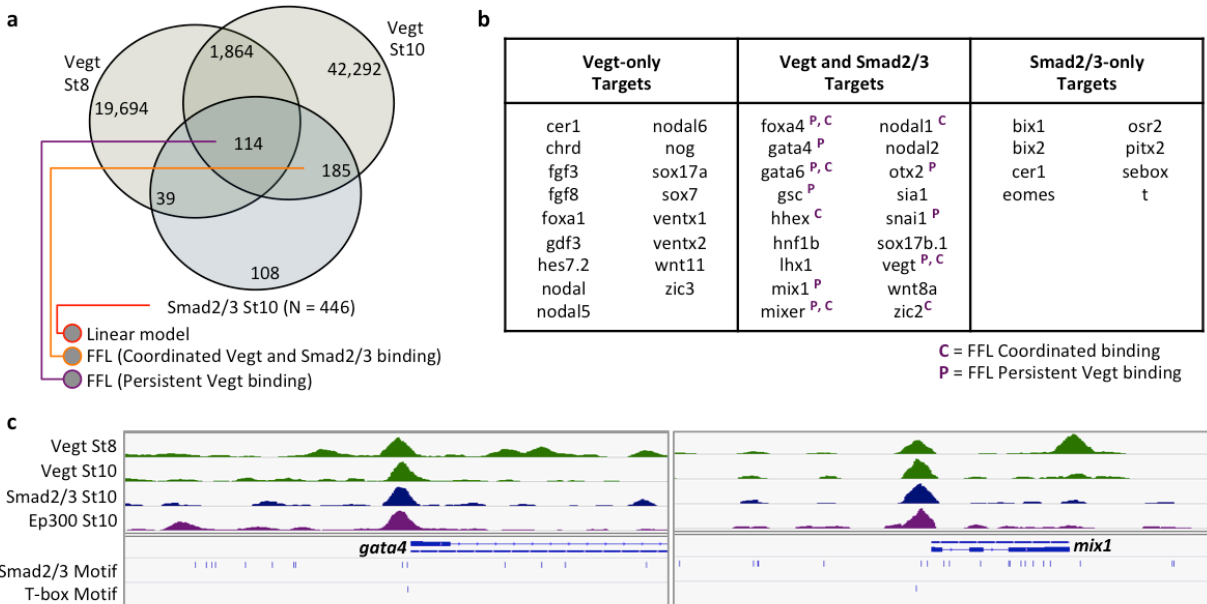 a
Vegt
St8
Vegt
St10
1,864
42,292
19,694
114
185
39
108
Smad2/3 St10 (N = 446)
Linear model
FFL (Coordinated Vegt and Smad2/3 binding)
FFL (Persistent Vegt binding)
b
Vegt-only Targets
Vegt and Smad2/3 Targets
Smad2/3-only Targets
cer1 nodal6 foxa4 P, C nodal1 C bix1 osr2
chrd nog gata4 P nodal2 bix2 pitx2
fgf3 sox17a gata6 P, C otx2 P cer1 sebox
fgf8 sox7 gsc P sia1 eomes t
foxa1 ventx1 hhex C snai1 P
gdf3 ventx2 hnf1b sox17b.1
hes7.2 wnt11 lhx1 vegt P, C
nodal zic3 mix1 P wnt8a
nodal5 mixer P, C zic2 C
C = FFL Coordinated binding
P = FFL Persistent Vegt binding
c
Vegt St8
Vegt St10
Smad2/3 St10
Ep300 St10
gata4
mix1
Smad2/3 Motif
T-box Motif